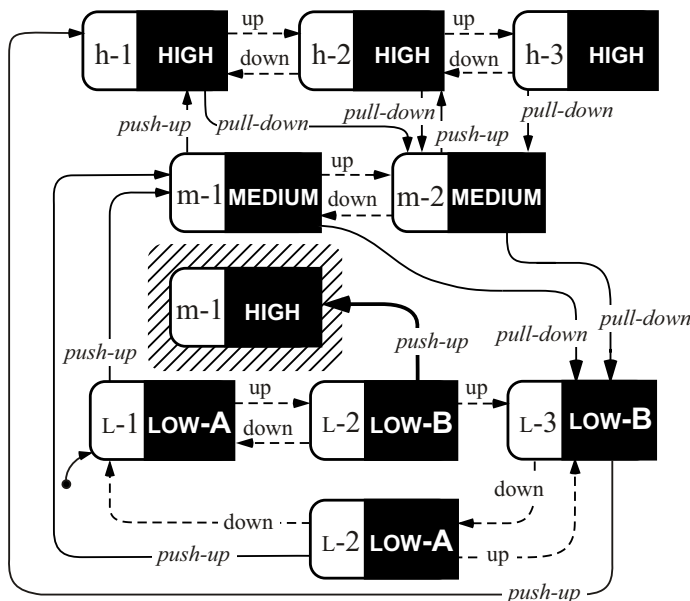 h-1 HIGH up down h-2 HIGH up down h-3 HIGH
push-up pull-down pull-down push-up pull-down
m-1 MEDIUM up down m-2 MEDIUM
m-1 HIGH
push-up push-up pull-down pull-down
L-1 LOW-A up down L-2 LOW-B up L-3 LOW-B
down down
L-2 LOW-A up
push-up
push-up